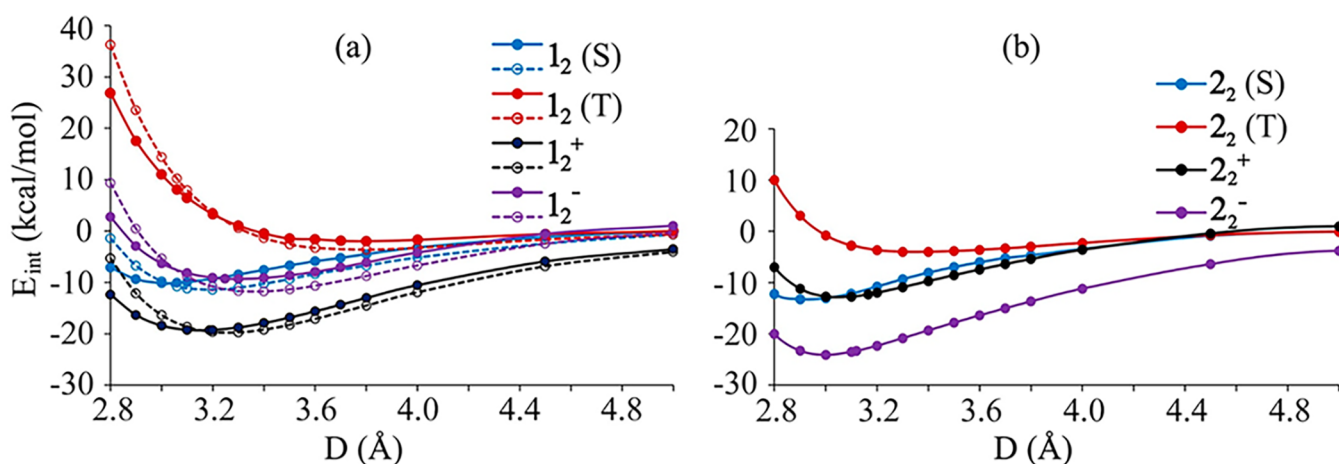 (a)
40
30
20
10
0
-10
-20
-30
E_int (kcal/mol)
2.8 3.2 3.6 4.0 4.4 4.8
D (Å)
1₂ (S)
1₂ (T)
1₂⁺
1₂⁻
(b)
20
10
0
-10
-20
-30
2.8 3.2 3.6 4.0 4.4 4.8
D (Å)
2₂ (S)
2₂ (T)
2₂⁺
2₂⁻